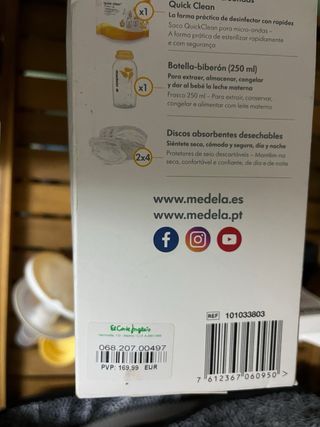 Quick Clean
La forma práctica de desinfectar con rapidez
Saco QuickClean para micro-ondas –
A forma prática de esterilizar rapidamente
e com segurança
x1
medela
Botella-biberón (250 ml)
Para extraer, almacenar, congelar
y dar al bebé la leche materna
Frasco 250 ml – Para extrair, conservar,
congelar e alimentar com leite materno
x1
Discos absorbentes desechables
Siéntete seca, cómoda y segura, día y noche
Protetores de seio descartáveis – Mantêm na
seca, confortável e confiante, de dia e de noite
2x4
www.medela.es
www.medela.pt
El Corte Inglés
068.207.00497
PVP: 169,99 EUR
REF 101033803
7 612367 060950 >